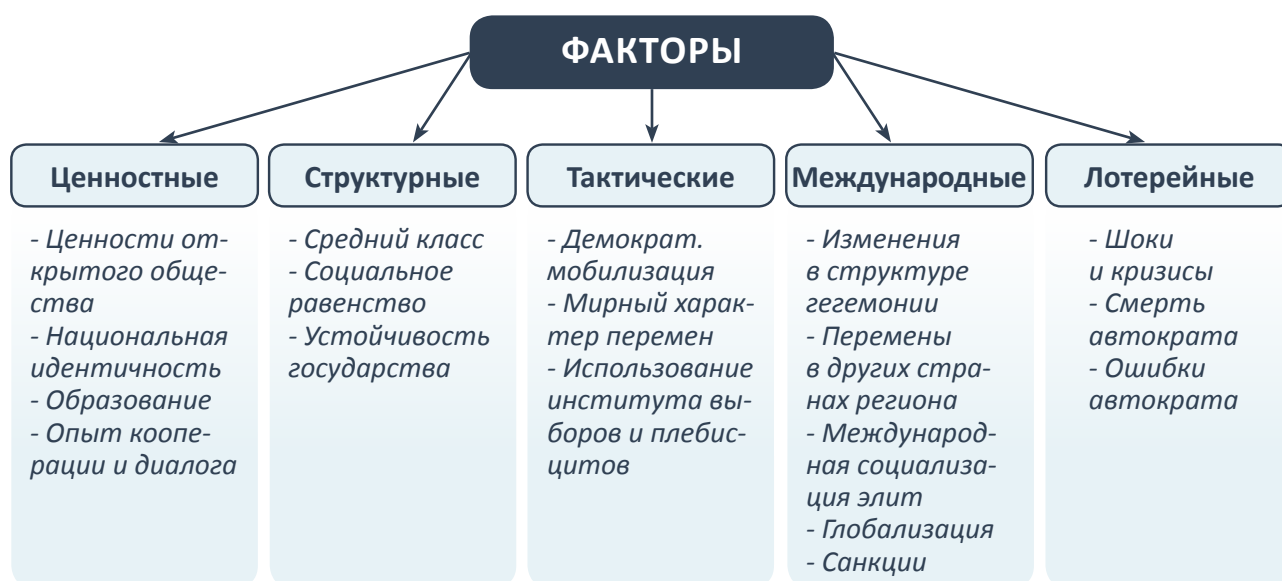 ФАКТОРЫ
Ценностные
- Ценности от-
крытого обще-
ства
- Национальная
идентичность
- Образование
- Опыт коопе-
рации и диалога
Структурные
- Средний класс
- Социальное
равенство
- Устойчивость
государства
Тактические
- Демократ.
мобилизация
- Мирный харак-
тер перемен
- Использование
института вы-
боров и плебис-
цитов
Международные
- Изменения
в структуре
гегемонии
- Перемены
в других стра-
нах региона
- Международ-
ная социализа-
ция элит
- Глобализация
- Санкции
Лотерейные
- Шоки
и кризисы
- Смерть
автократа
- Ошибки
автократа